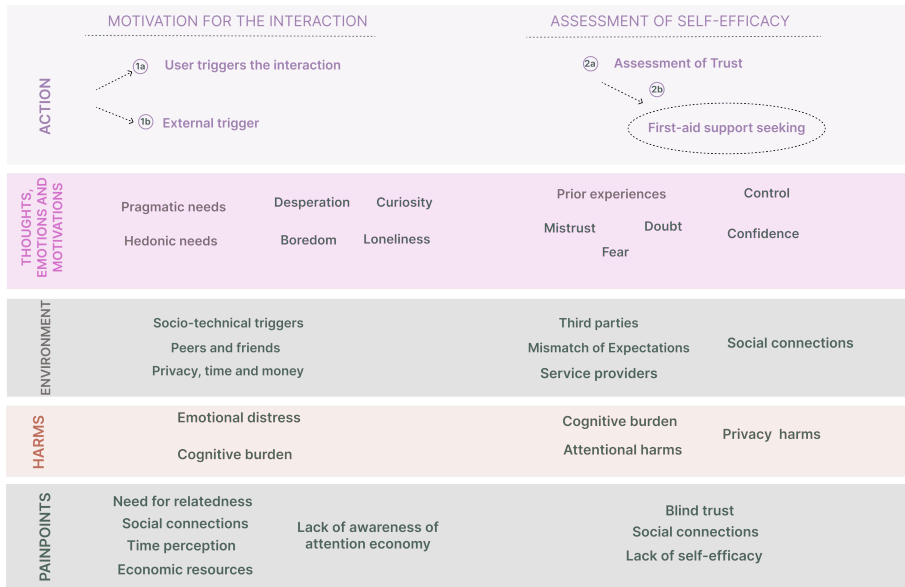 MOTIVATION FOR THE INTERACTION
ASSESSMENT OF SELF-EFFICACY
ACTION
1a User triggers the interaction
1b External trigger
2a Assessment of Trust
2b
First-aid support seeking
THOUGHTS,
EMOTIONS AND
MOTIVATIONS
Pragmatic needs
Hedonic needs
Desperation
Curiosity
Boredom
Loneliness
Prior experiences
Mistrust
Doubt
Fear
Control
Confidence
ENVIRONMENT
Socio-technical triggers
Peers and friends
Privacy, time and money
Third parties
Mismatch of Expectations
Service providers
Social connections
HARMS
Emotional distress
Cognitive burden
Cognitive burden
Attentional harms
Privacy harms
PAINPOINTS
Need for relatedness
Social connections
Time perception
Economic resources
Lack of awareness of
attention economy
Blind trust
Social connections
Lack of self-efficacy